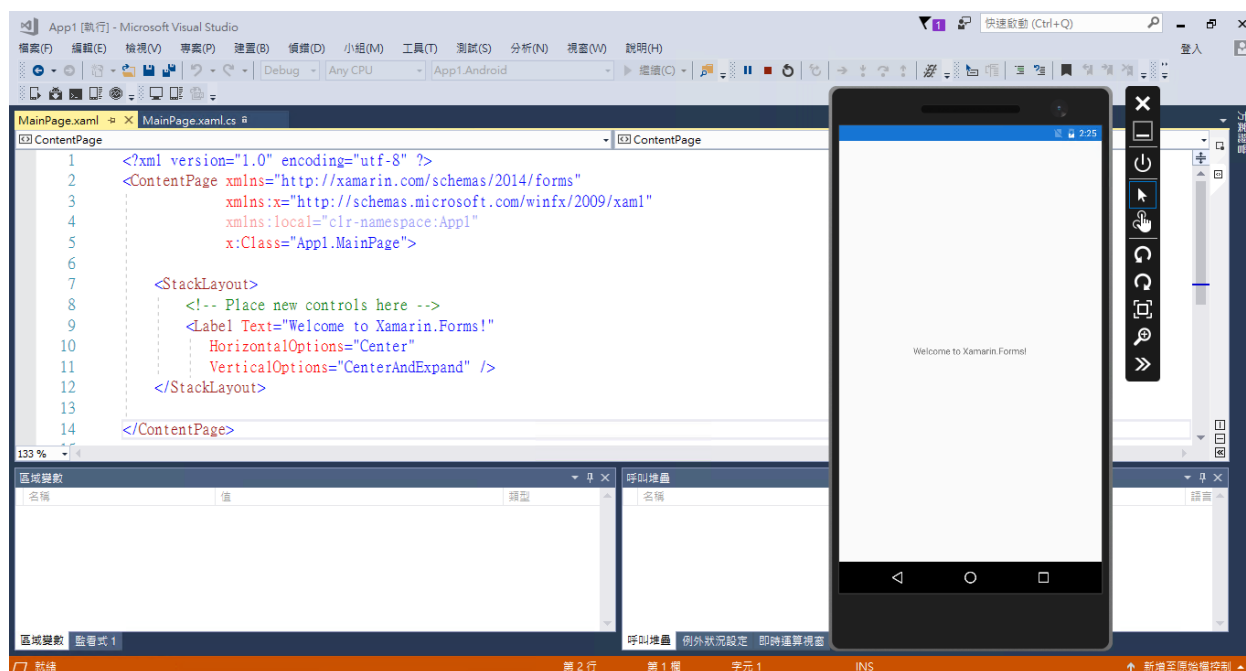 App1 [執行] - Microsoft Visual Studio
1
快速啟動 (Ctrl+Q)
檔案(F) 編輯(E) 檢視(V) 專案(P) 建置(B) 偵錯(D) 小組(M) 工具(T) 測試(S) 分析(N) 視窗(W) 說明(H)
登入
Debug Any CPU App1.Android 繼續(C)
MainPage.xaml MainPage.xaml.cs
ContentPage ContentPage
1 <?xml version="1.0" encoding="utf-8" ?>
2 <ContentPage xmlns="http://xamarin.com/schemas/2014/forms"
3 xmlns:x="http://schemas.microsoft.com/winfx/2009/xaml"
4 xmlns:local="clr-namespace:App1"
5 x:Class="App1.MainPage">
6
7 <StackLayout>
8 <!-- Place new controls here -->
9 <Label Text="Welcome to Xamarin.Forms!"
10 HorizontalOptions="Center"
11 VerticalOptions="CenterAndExpand" />
12 </StackLayout>
13
14 </ContentPage>
133 %
2:25
Welcome to Xamarin.Forms!
區域變數
名稱 值 類型
區域變數 監看式 1
呼叫堆疊
名稱 語言
呼叫堆疊 例外狀況設定 即時運算視窗
就緒 第 2 行 第 1 欄 字元 1 INS 新增至原始檔控制